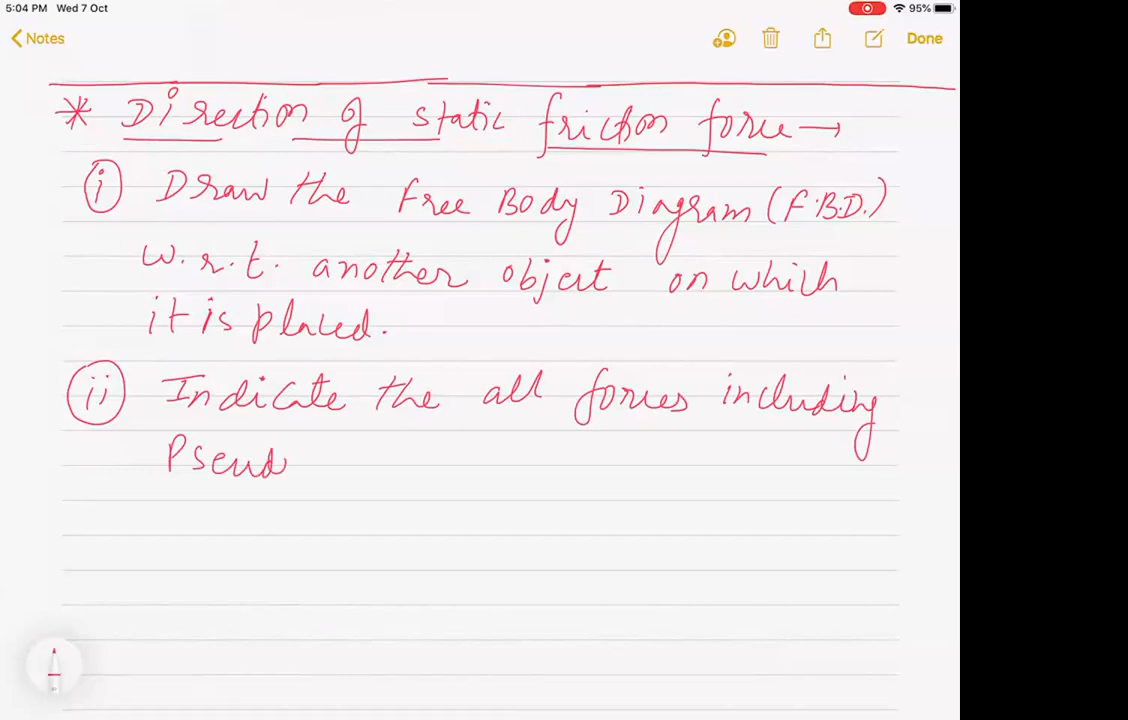 5:04 PM Wed 7 Oct 95%
Notes Done
* Direction of static friction force →
(i) Draw the Free Body Diagram (F.B.D.)
w.r.t. another object on which
it is placed.
(ii) Indicate the all forces including
Pseud